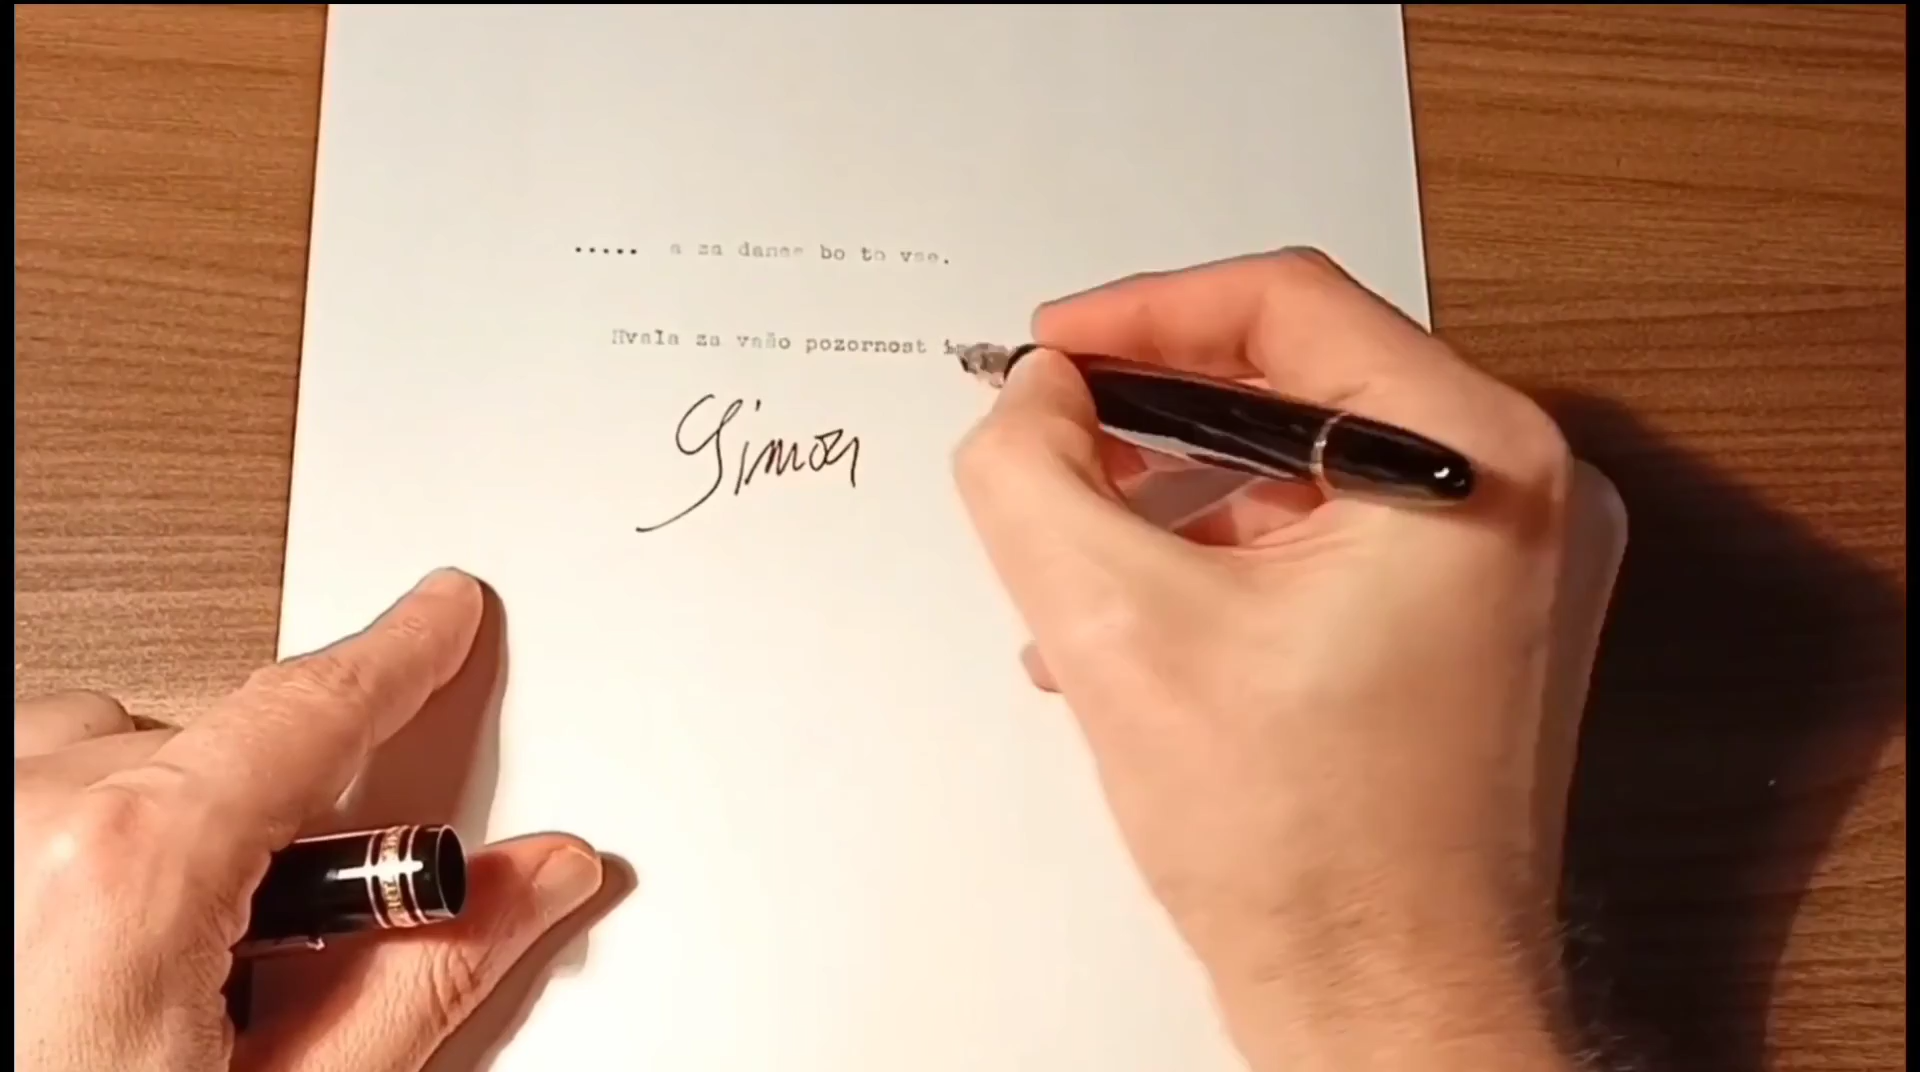 ..... a za danes bo to vse.
Hvala za vašo pozornost
Simon